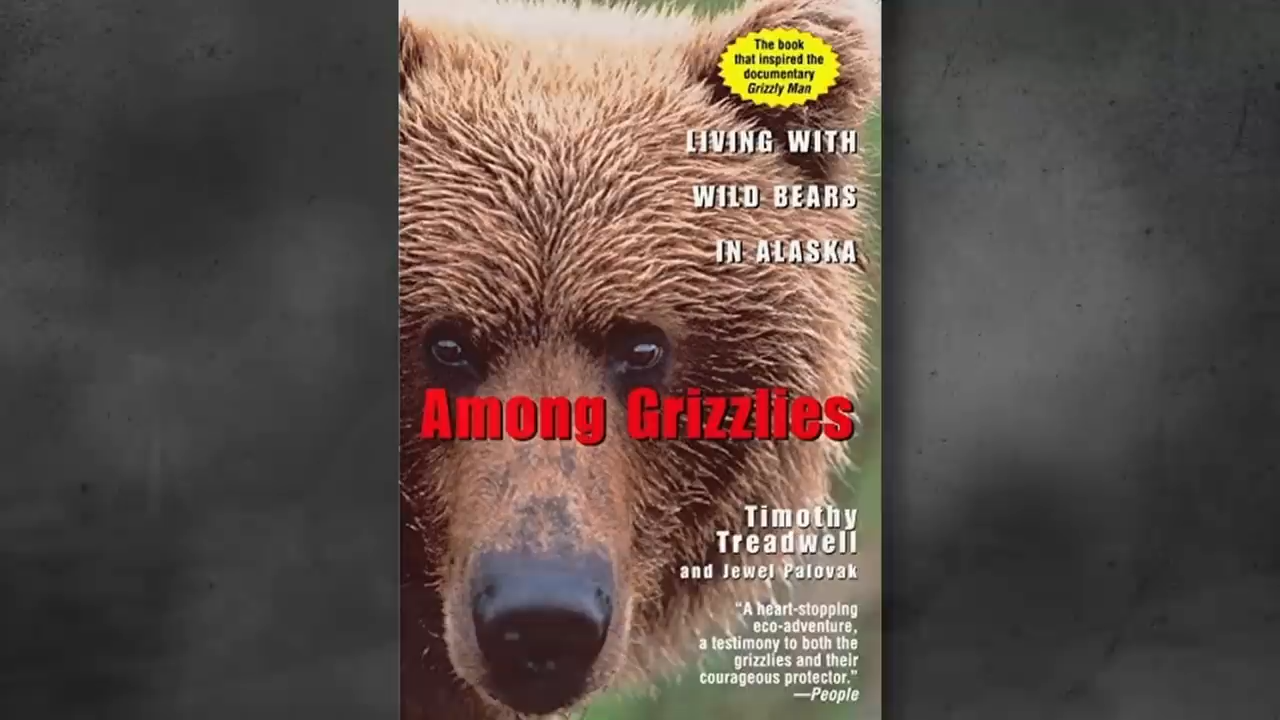 The book
that inspired the
documentary
Grizzly Man
LIVING WITH
WILD BEARS
IN ALASKA
Among Grizzlies
Timothy
Treadwell
and Jewel Palovak
“A heart-stopping
eco-adventure,
a testimony to both the
grizzlies and their
courageous protector.”
—People